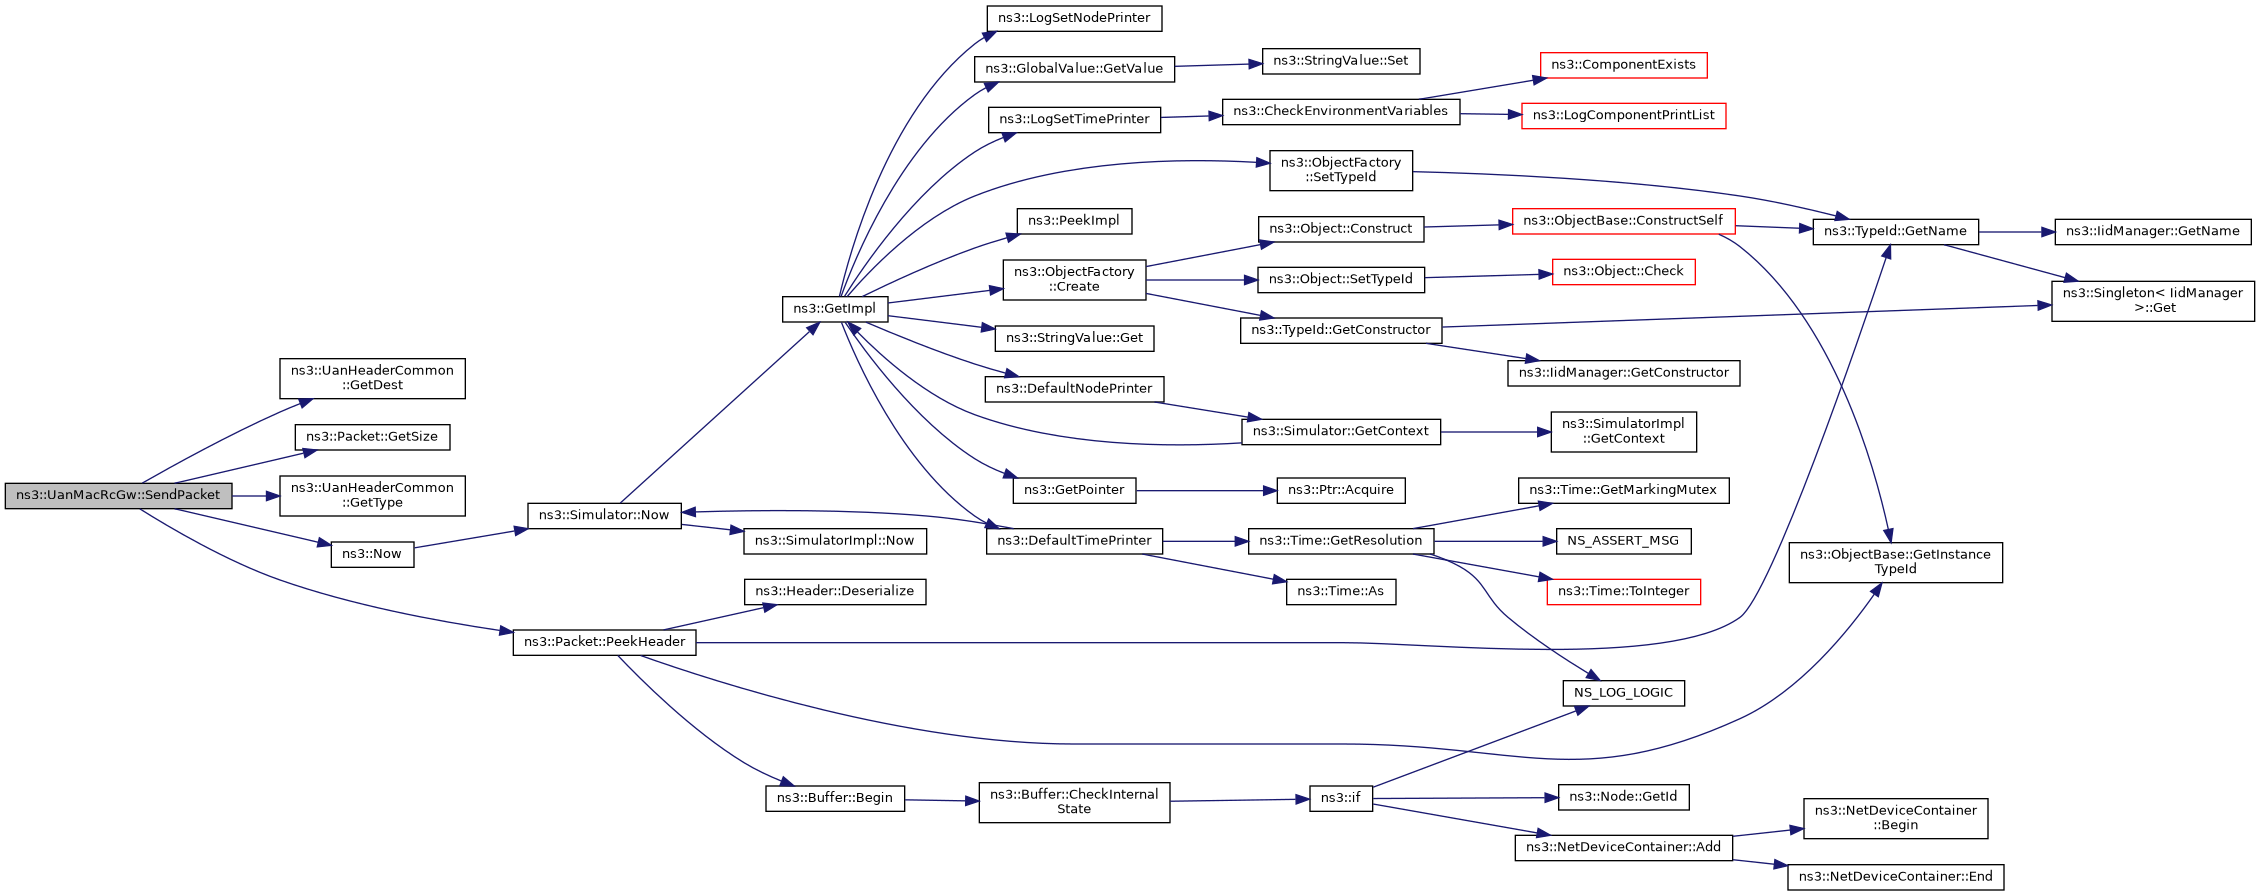 ns3::LogSetNodePrinter
ns3::GlobalValue::GetValue
ns3::StringValue::Set
ns3::ComponentExists
ns3::LogSetTimePrinter
ns3::CheckEnvironmentVariables
ns3::LogComponentPrintList
ns3::ObjectFactory
::SetTypeId
ns3::PeekImpl
ns3::Object::Construct
ns3::ObjectBase::ConstructSelf
ns3::TypeId::GetName
ns3::IidManager::GetName
ns3::ObjectFactory
::Create
ns3::Object::SetTypeId
ns3::Object::Check
ns3::Singleton< IidManager
>::Get
ns3::GetImpl
ns3::StringValue::Get
ns3::TypeId::GetConstructor
ns3::IidManager::GetConstructor
ns3::UanHeaderCommon
::GetDest
ns3::DefaultNodePrinter
ns3::Simulator::GetContext
ns3::SimulatorImpl
::GetContext
ns3::Packet::GetSize
ns3::UanMacRcGw::SendPacket
ns3::UanHeaderCommon
::GetType
ns3::GetPointer
ns3::Ptr::Acquire
ns3::Time::GetMarkingMutex
ns3::Simulator::Now
ns3::Now
ns3::SimulatorImpl::Now
ns3::DefaultTimePrinter
ns3::Time::GetResolution
NS_ASSERT_MSG
ns3::ObjectBase::GetInstance
TypeId
ns3::Header::Deserialize
ns3::Time::As
ns3::Time::ToInteger
ns3::Packet::PeekHeader
NS_LOG_LOGIC
ns3::Buffer::Begin
ns3::Buffer::CheckInternal
State
ns3::if
ns3::Node::GetId
ns3::NetDeviceContainer
::Begin
ns3::NetDeviceContainer::Add
ns3::NetDeviceContainer::End